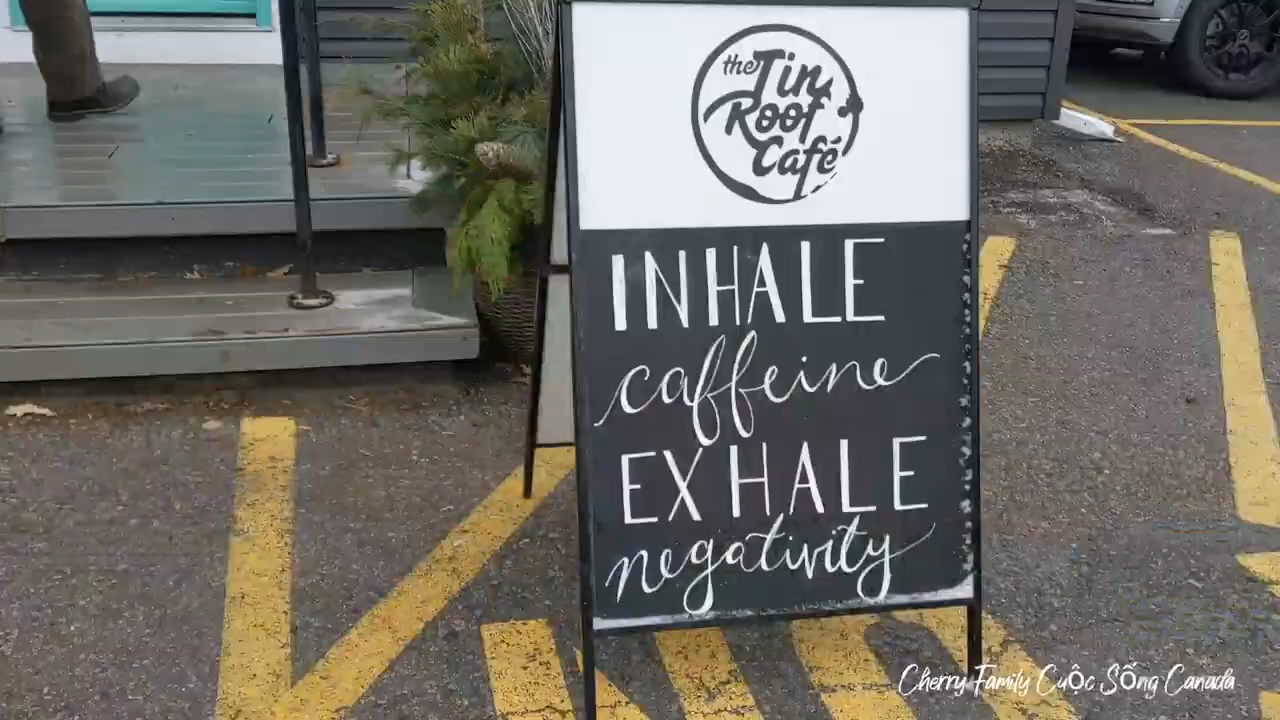 the Tin
Roof
Café
INHALE
caffeine
EXHALE
negativity
Cherry Family Cuộc Sống Canada